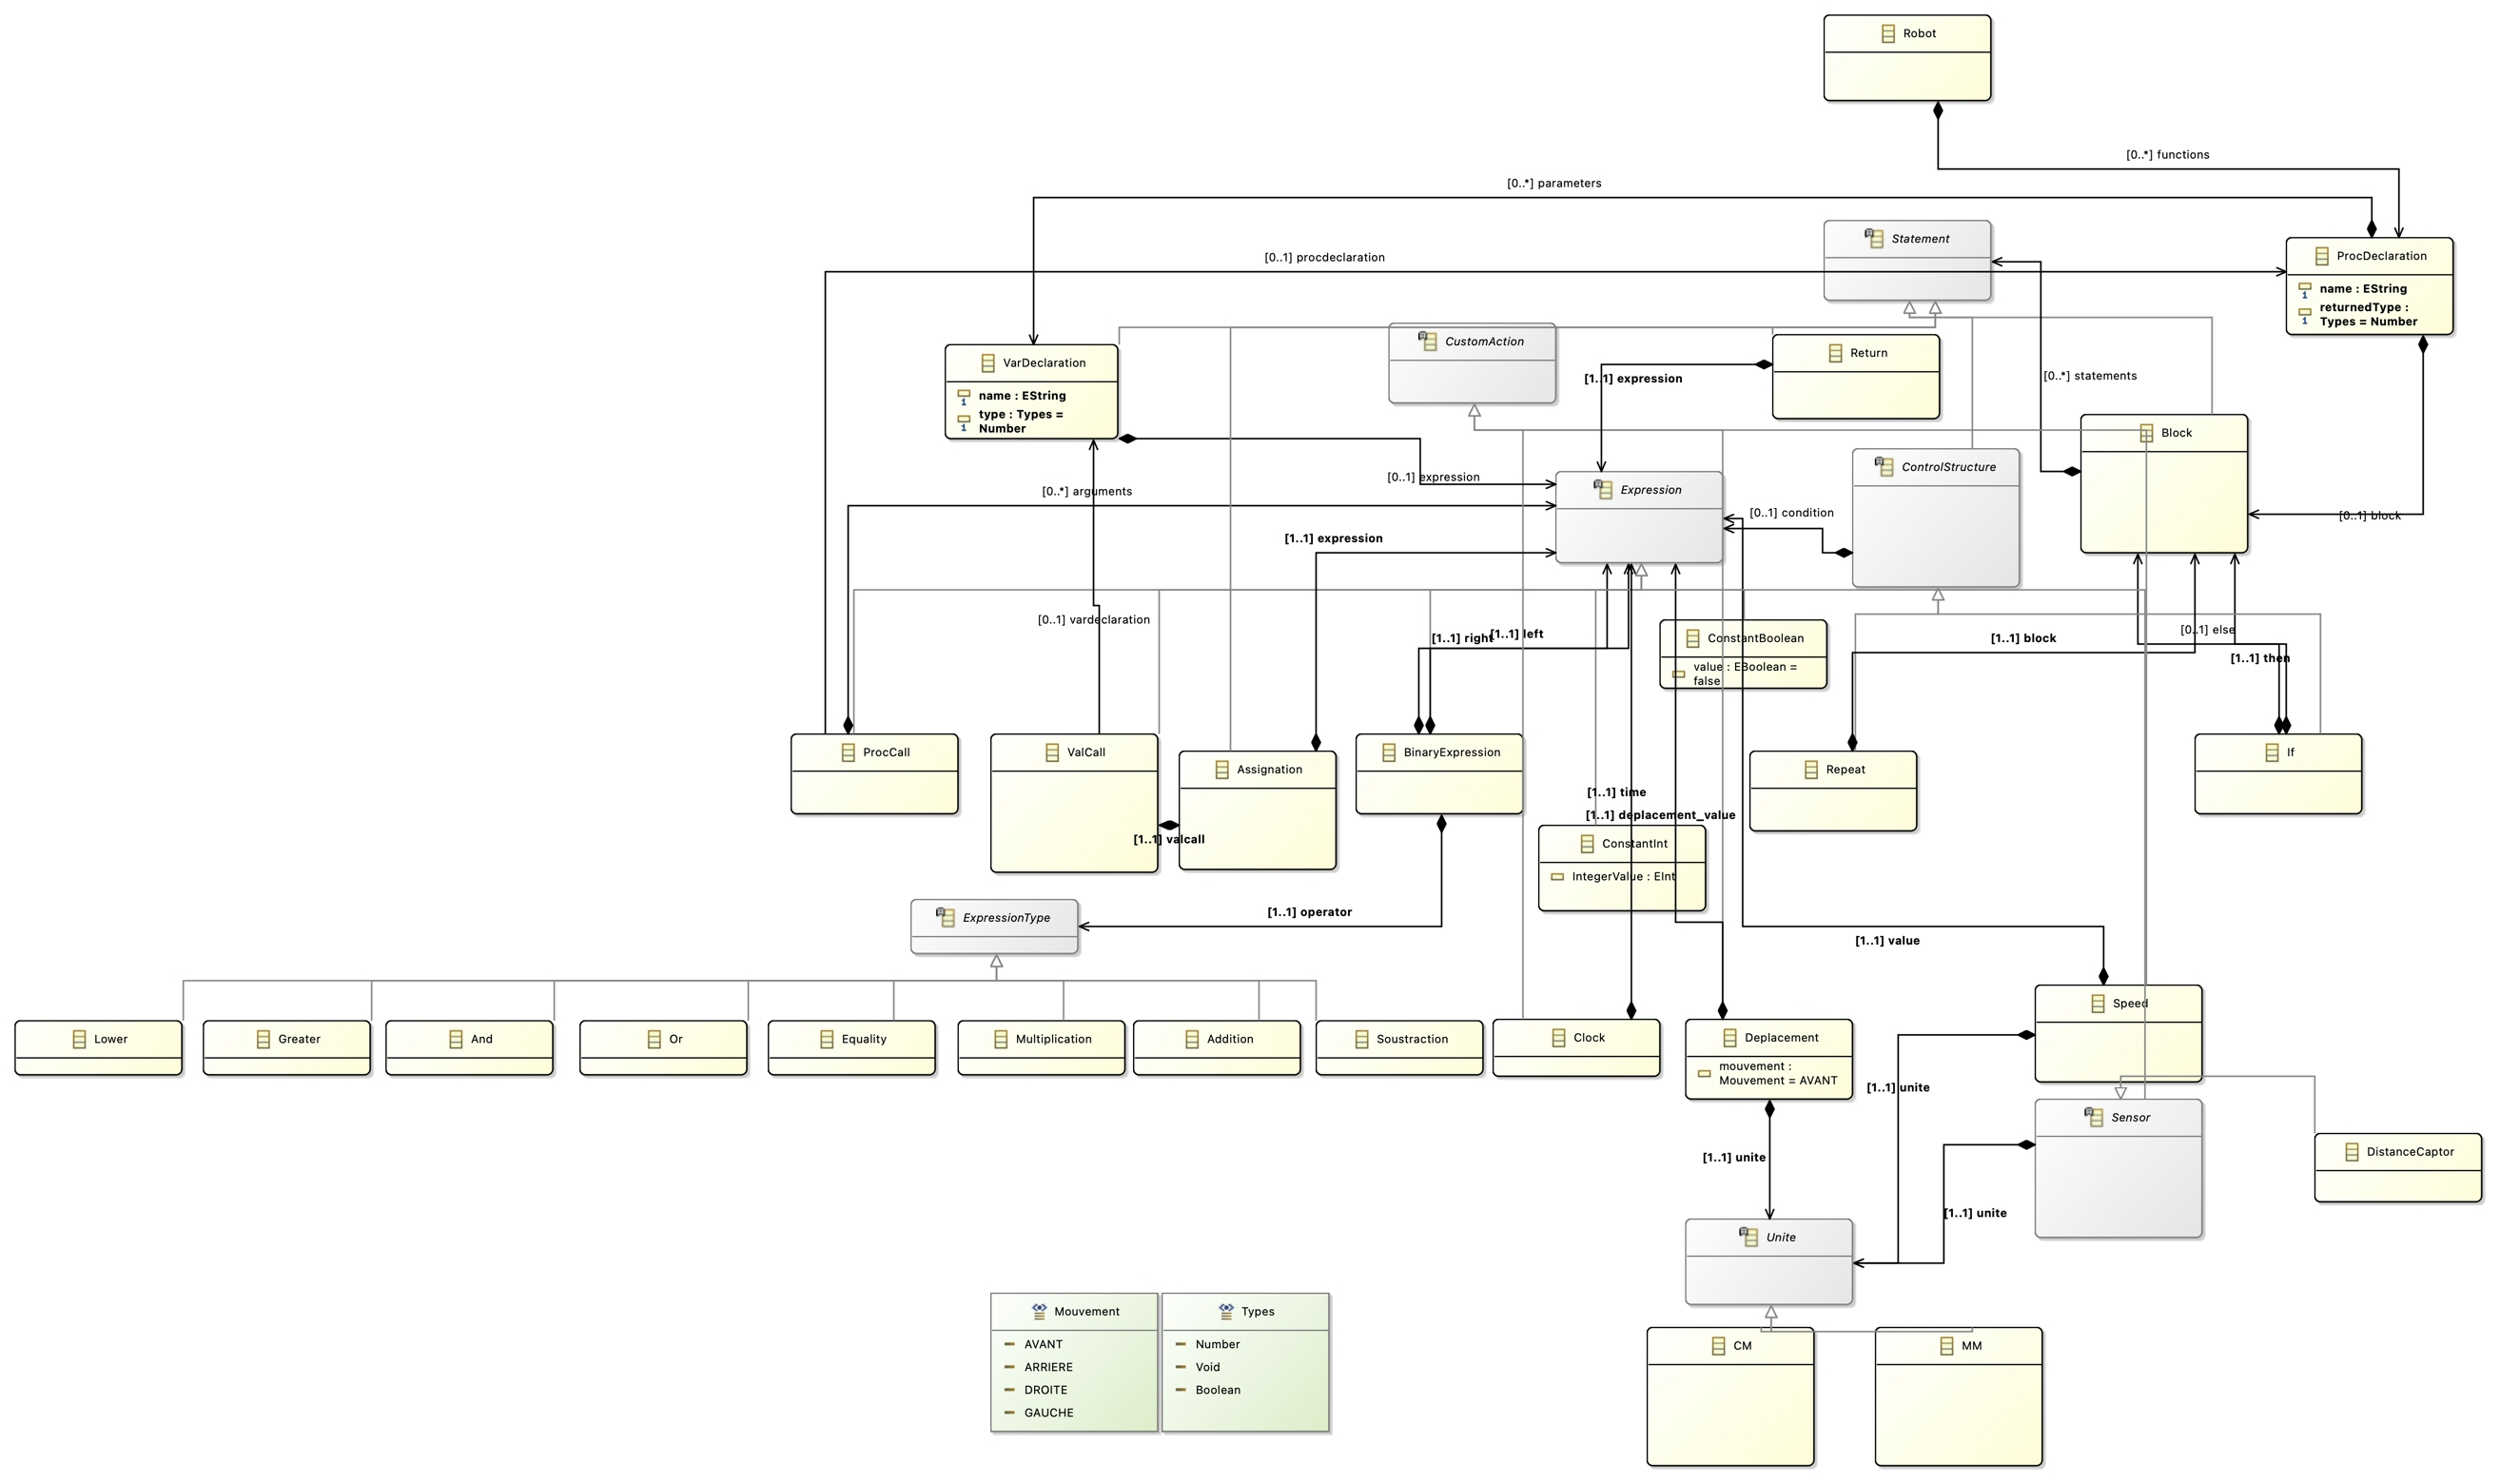 Robot
[0..*] functions
[0..*] parameters
Statement
[0..1] procdeclaration
ProcDeclaration
name : EString
returnedType :
Types = Number
CustomAction
Return
VarDeclaration
name : EString
type : Types =
Number
[1..1] expression
[0..*] statements
Block
ControlStructure
[0..1] expression
Expression
[0..*] arguments
[0..1] condition
[0..1] block
[1..1] expression
[0..1] vardeclaration
[1..1] right
[1..1] left
ConstantBoolean
value : EBoolean =
false
[1..1] block
[0..1] else
[1..1] then
ProcCall
ValCall
Assignation
BinaryExpression
Repeat
If
[1..1] time
[1..1] deplacement_value
[1..1] valcall
ConstantInt
IntegerValue : EInt
ExpressionType
[1..1] operator
[1..1] value
Speed
Lower
Greater
And
Or
Equality
Multiplication
Addition
Soustraction
Clock
Deplacement
mouvement :
Mouvement = AVANT
[1..1] unite
Sensor
DistanceCaptor
[1..1] unite
[1..1] unite
Unite
Mouvement
AVANT
ARRIERE
DROITE
GAUCHE
Types
Number
Void
Boolean
CM
MM